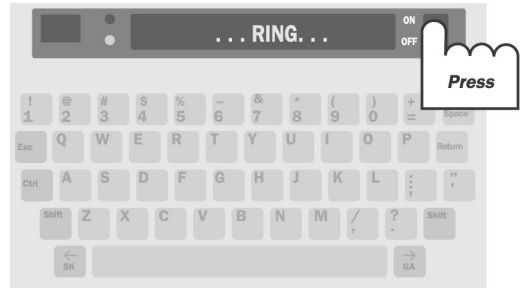 ON
. . . RING. . .
OFF
Press
! @ # $ % – & * ( ) +
1 2 3 4 5 6 7 8 9 0 = Space
Esc Q W E R T Y U I O P Return
Ctrl A S D F G H J K L : ; " '
Shift Z X C V B N M / , ? . Shift
← SK → GA